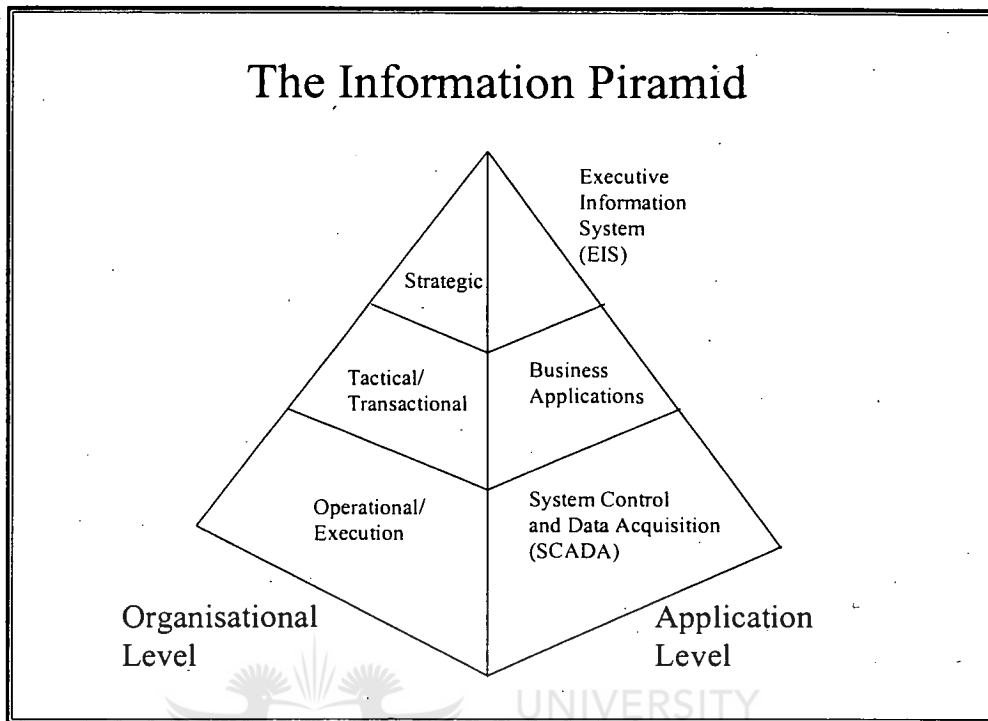 The Information Piramid
Executive
Information
System
(EIS)
Strategic
Tactical/
Transactional
Business
Applications
Operational/
Execution
System Control
and Data Acquisition
(SCADA)
Organisational
Level
Application
Level
UNIVERSITY